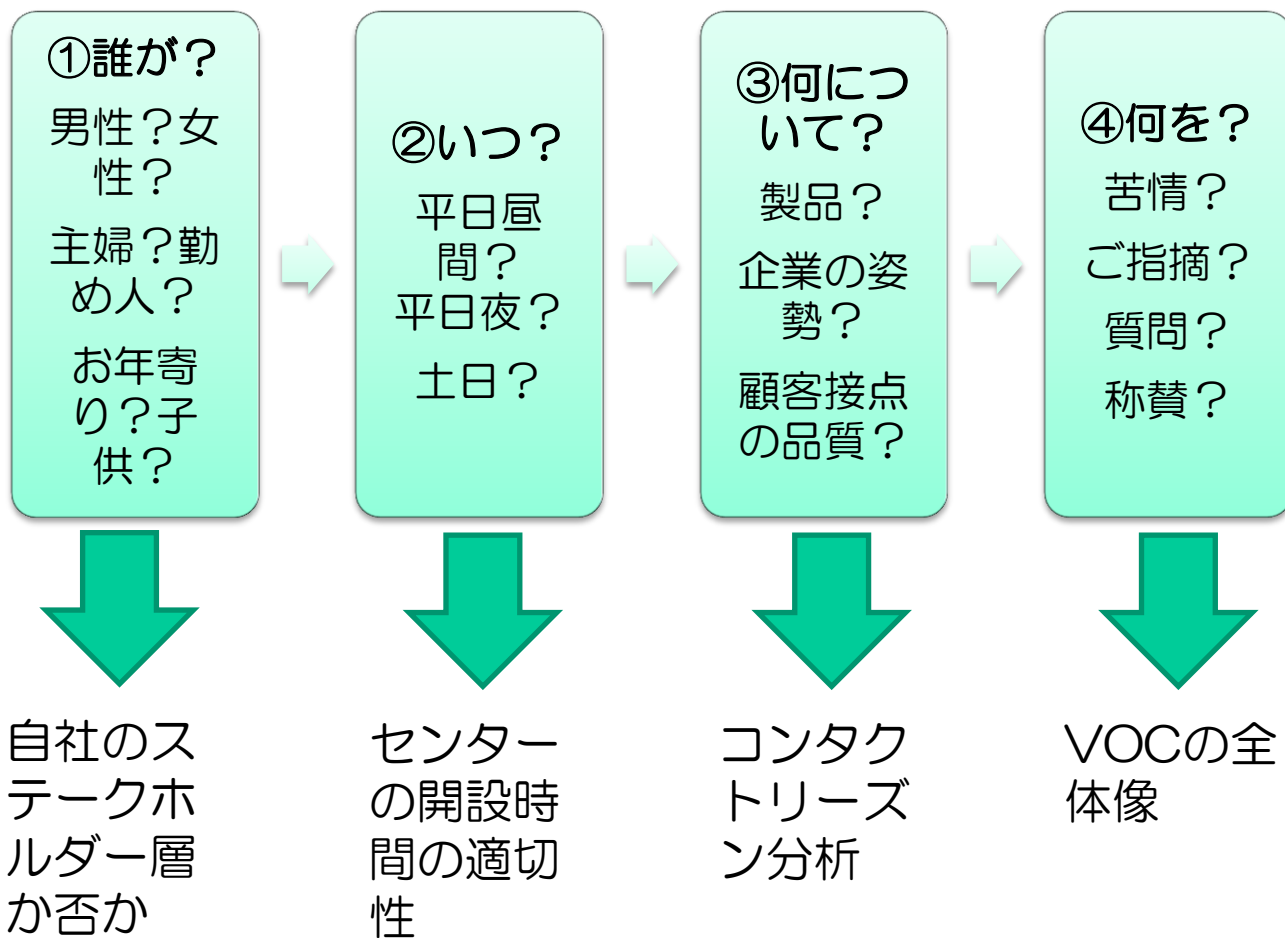 ①誰が？
男性？女
性？
主婦？勤
め人？
お年寄
り？子
供？
②いつ？
平日昼
間？
平日夜？
土日？
③何につ
いて？
製品？
企業の姿
勢？
顧客接点
の品質？
④何を？
苦情？
ご指摘？
質問？
称賛？
自社のス
テークホ
ルダー層
か否か
センター
の開設時
間の適切
性
コンタク
トリーズ
ン分析
VOCの全
体像